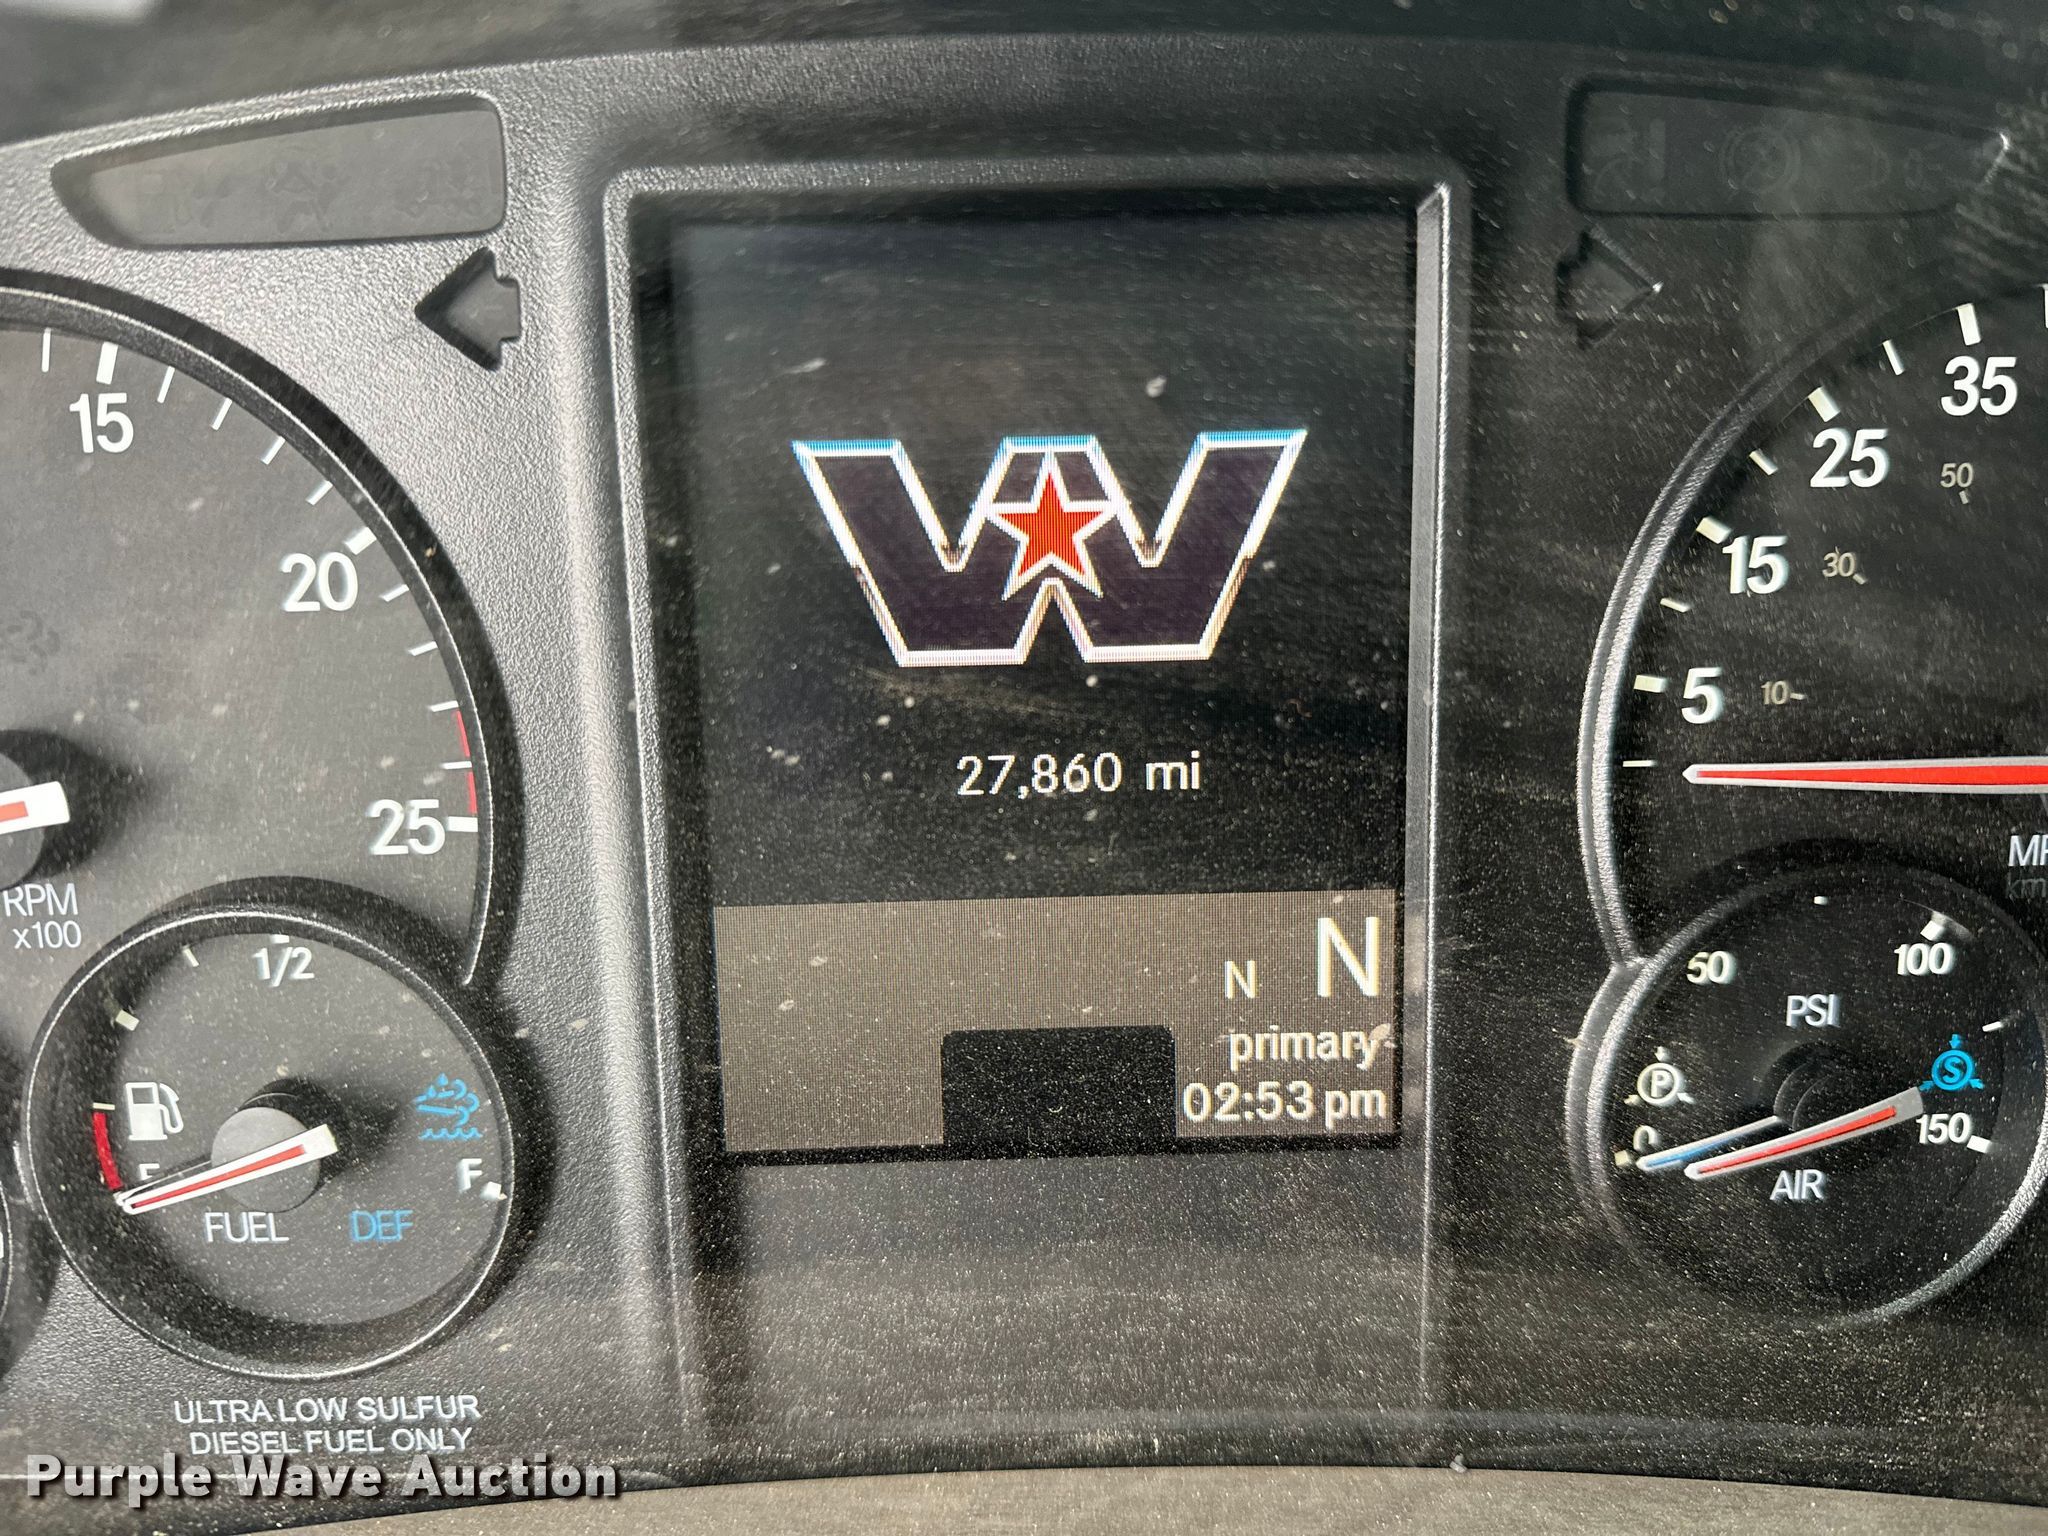 15
20
25
RPM
x100
1/2
E
F
FUEL
DEF
ULTRA LOW SULFUR
DIESEL FUEL ONLY
27,860 mi
N N
primary
02:53 pm
35
25
50
15
30
5
10
50
100
PSI
P
S
0
150
AIR
Purple Wave Auction